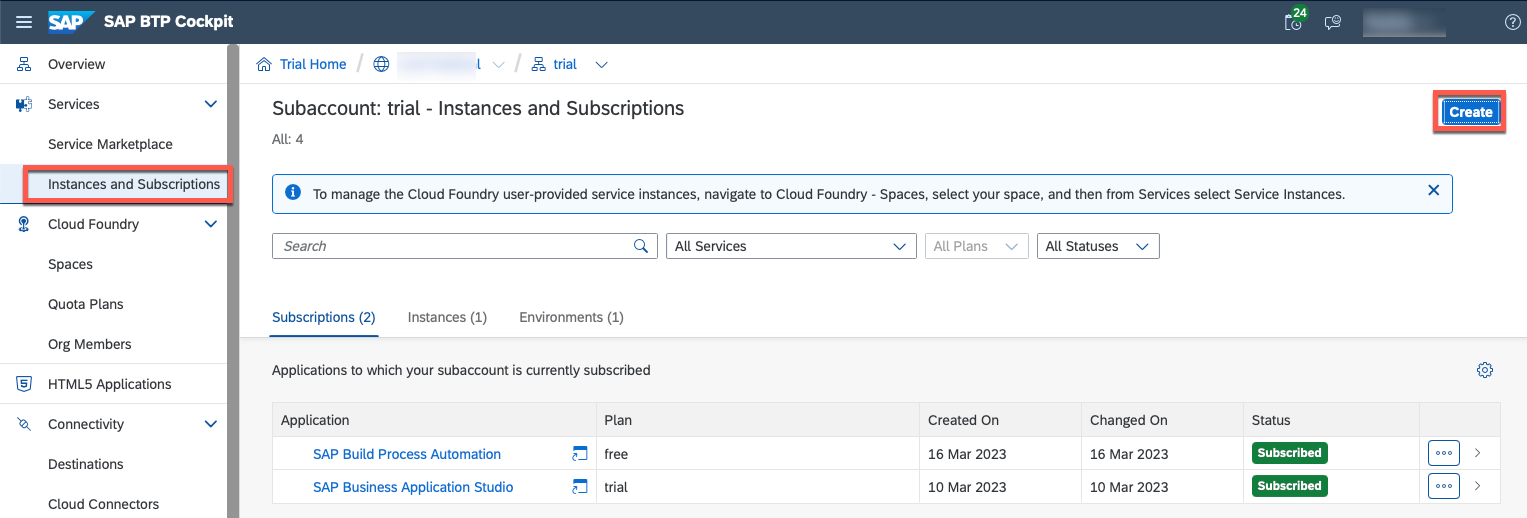 SAP SAP BTP Cockpit 24
Overview
Services
Service Marketplace
Instances and Subscriptions
Cloud Foundry
Spaces
Quota Plans
Org Members
HTML5 Applications
Connectivity
Destinations
Cloud Connectors
Trial Home / / trial
Subaccount: trial - Instances and Subscriptions
Create
All: 4
To manage the Cloud Foundry user-provided service instances, navigate to Cloud Foundry - Spaces, select your space, and then from Services select Service Instances.
Search All Services All Plans All Statuses
Subscriptions (2) Instances (1) Environments (1)
Applications to which your subaccount is currently subscribed
Application Plan Created On Changed On Status
SAP Build Process Automation free 16 Mar 2023 16 Mar 2023 Subscribed
SAP Business Application Studio trial 10 Mar 2023 10 Mar 2023 Subscribed